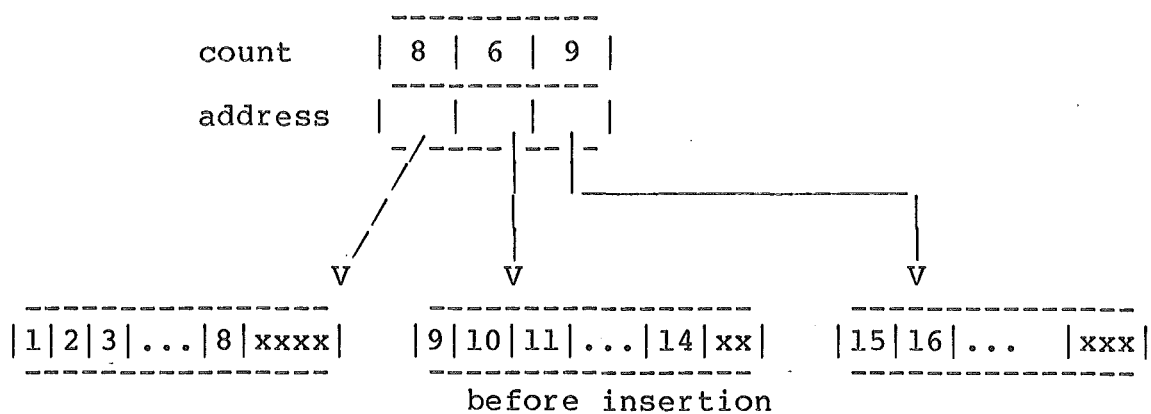 count | 8 | 6 | 9 |
address | | | |
V V V
|1|2|3|...|8|xxxx| |9|10|11|...|14|xx| |15|16|... |xxx|
before insertion